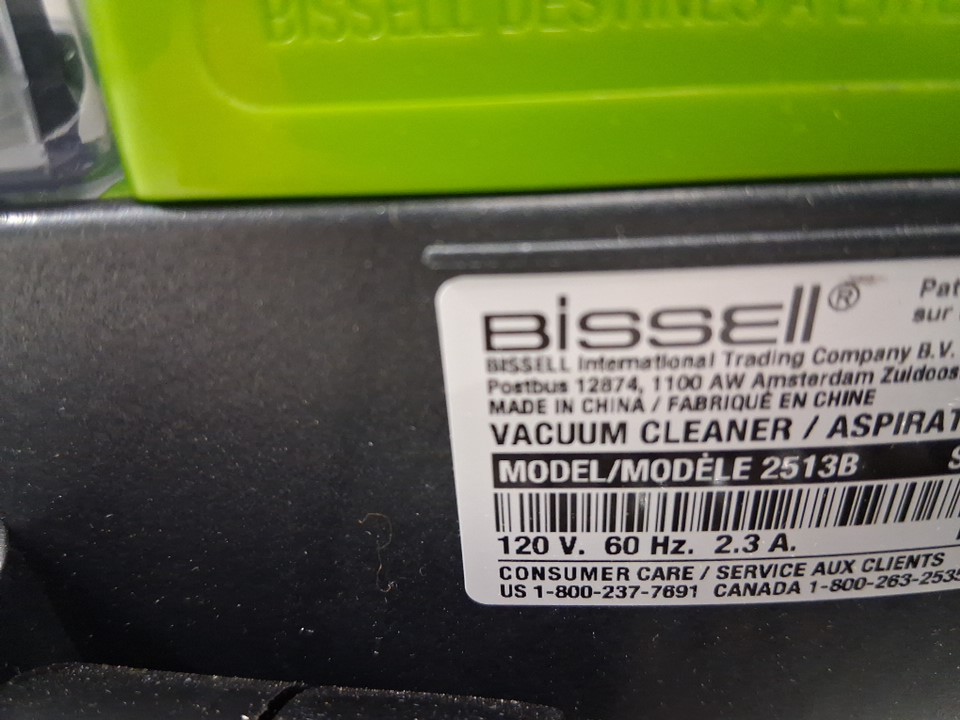 BISSELL DESTINÉS À
Bissell®
Pat
sur
BISSELL International Trading Company B.V.
Postbus 12874, 1100 AW Amsterdam Zuidoos
MADE IN CHINA / FABRIQUÉ EN CHINE
VACUUM CLEANER / ASPIRAT
MODEL/MODÈLE 2513B S
120 V. 60 Hz. 2.3 A.
CONSUMER CARE / SERVICE AUX CLIENTS
US 1-800-237-7691 CANADA 1-800-263-2535